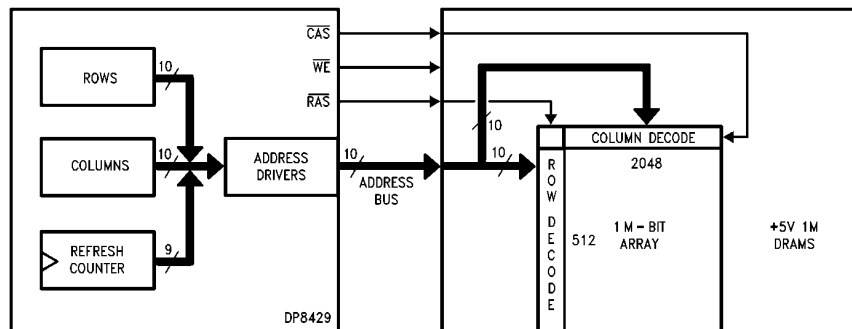 CAS
WE
RAS
ROWS
10
COLUMNS
10
REFRESH
COUNTER
9
ADDRESS
DRIVERS
10
ADDRESS
BUS
DP8429
10
10
COLUMN DECODE
2048
ROW DECODE
512
1 M-BIT
ARRAY
+5V 1M
DRAMS